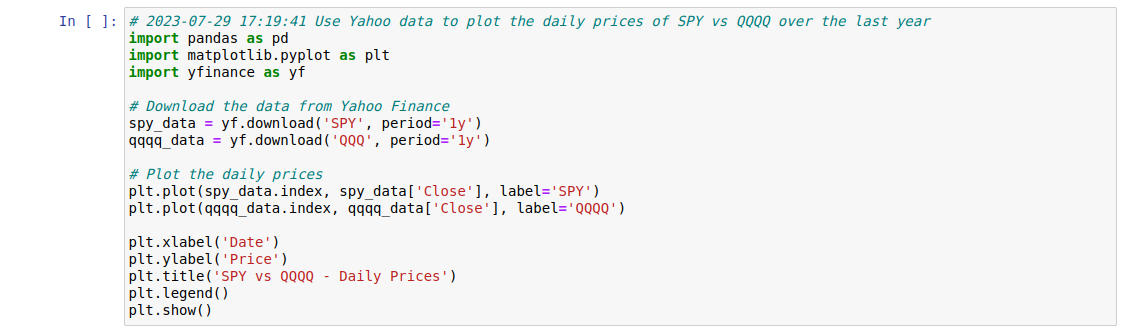 In [ ]: # 2023-07-29 17:19:41 Use Yahoo data to plot the daily prices of SPY vs QQQQ over the last year
import pandas as pd
import matplotlib.pyplot as plt
import yfinance as yf

# Download the data from Yahoo Finance
spy_data = yf.download('SPY', period='1y')
qqqq_data = yf.download('QQQ', period='1y')

# Plot the daily prices
plt.plot(spy_data.index, spy_data['Close'], label='SPY')
plt.plot(qqqq_data.index, qqqq_data['Close'], label='QQQQ')

plt.xlabel('Date')
plt.ylabel('Price')
plt.title('SPY vs QQQQ - Daily Prices')
plt.legend()
plt.show()